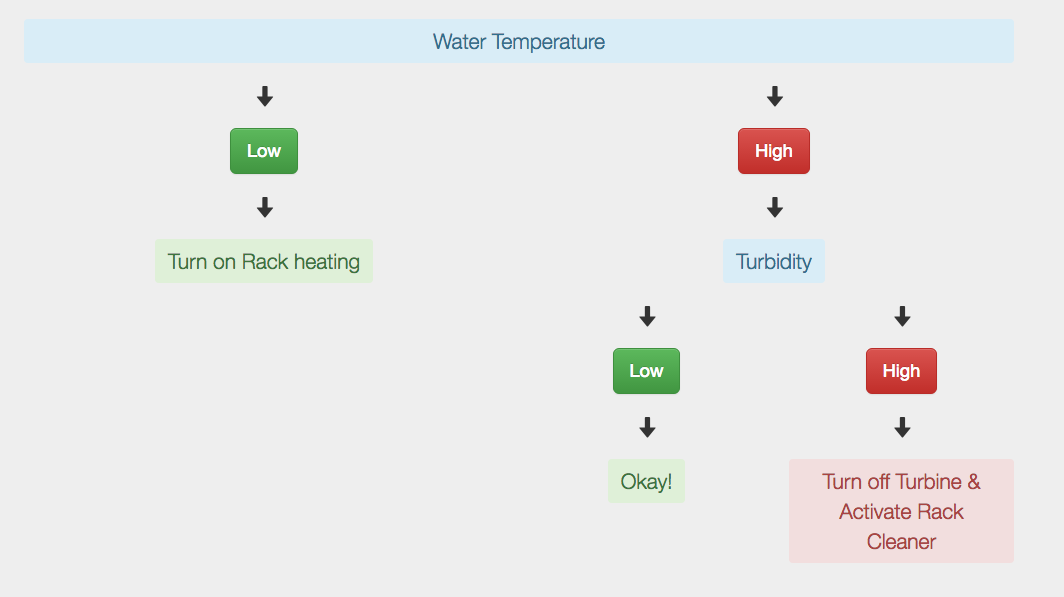 Water Temperature
Low
High
Turn on Rack heating
Turbidity
Low
High
Okay!
Turn off Turbine &
Activate Rack
Cleaner